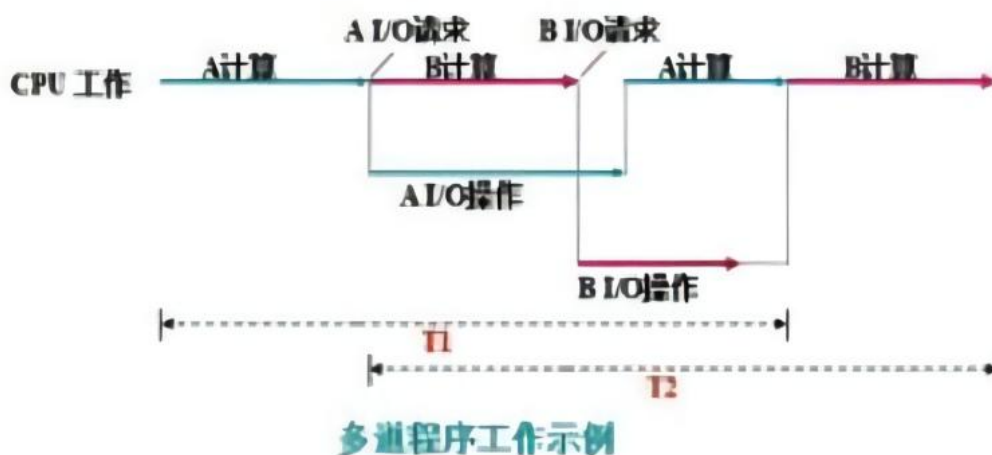 A I/O请求 B I/O请求
CPU 工作 A计算 B计算 A计算 B计算
A I/O操作
B I/O操作
T1
T2
多道程序工作示例